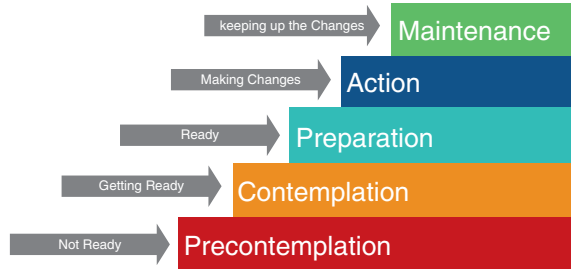 keeping up the Changes
Maintenance
Making Changes
Action
Ready
Preparation
Getting Ready
Contemplation
Not Ready
Precontemplation